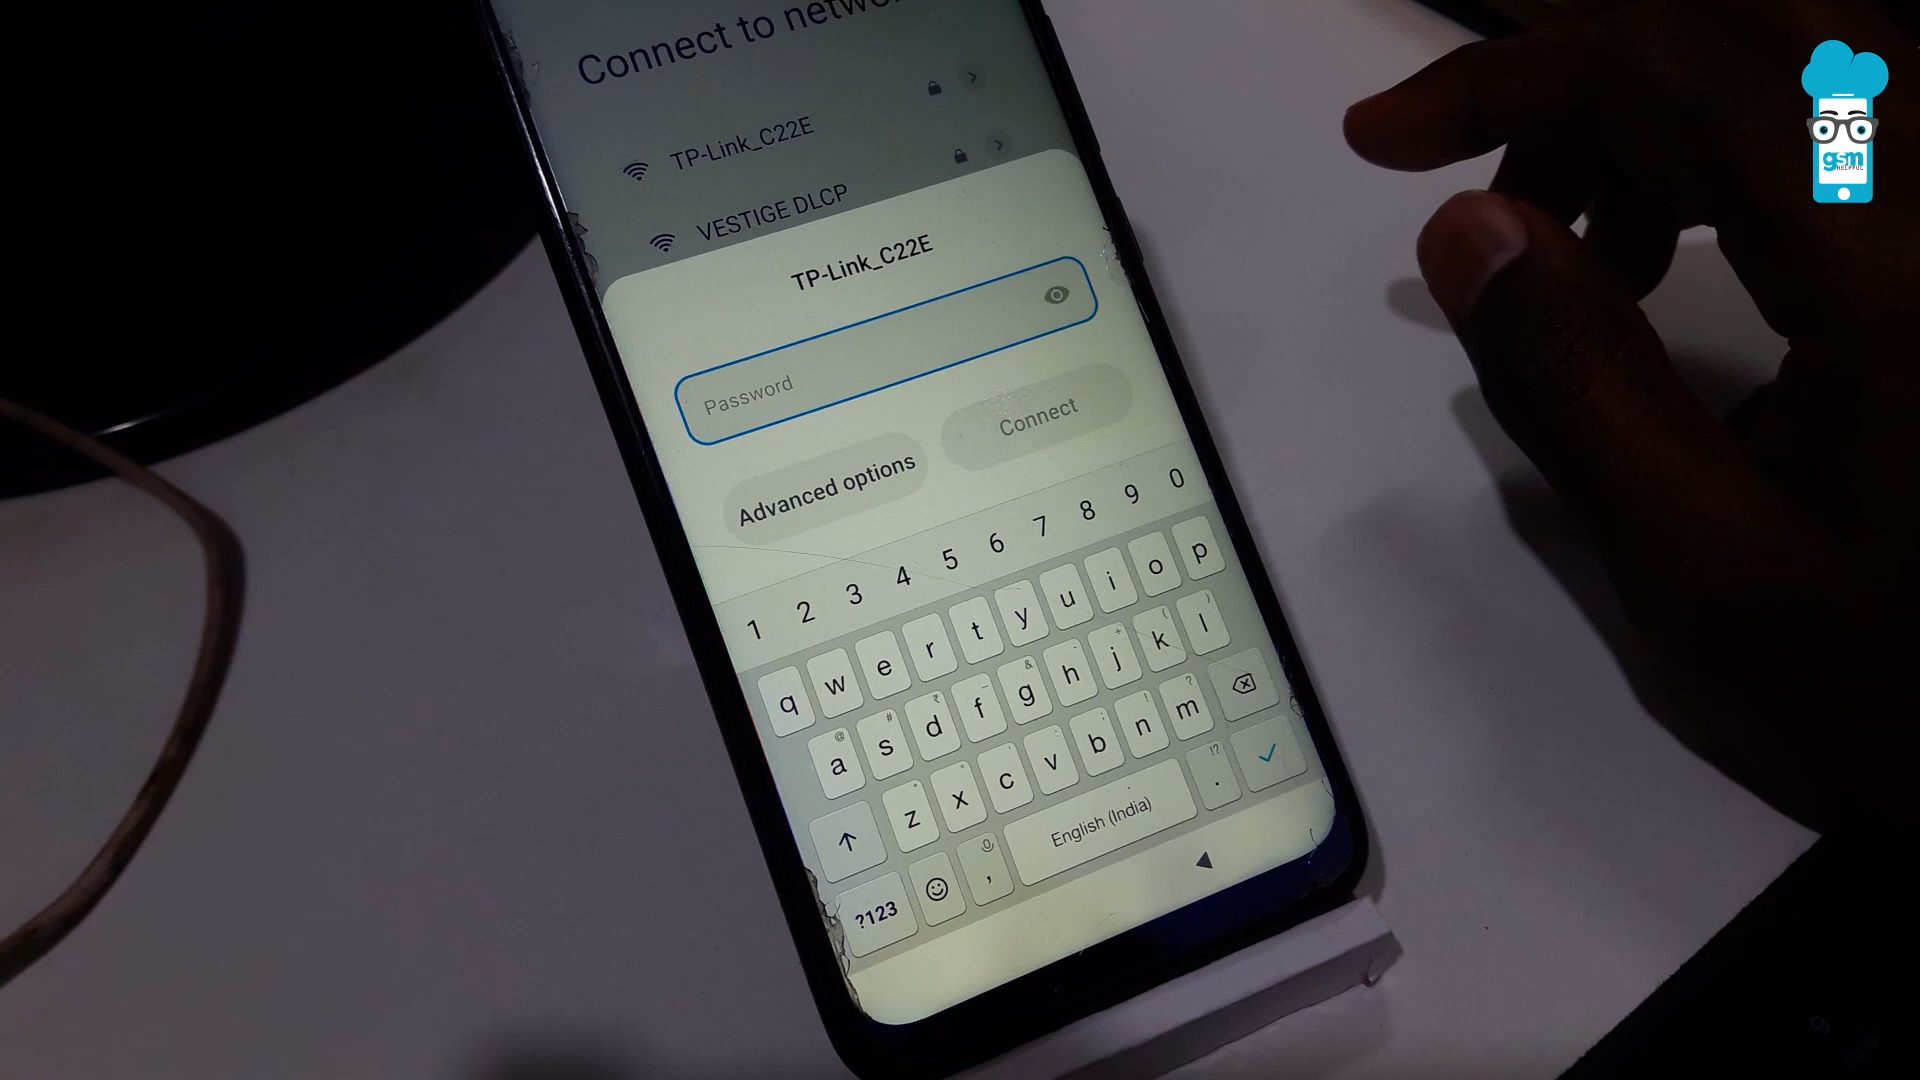 Connect to networ
TP-Link_C22E
VESTIGE DLCP
TP-Link_C22E
Password
Advanced options
Connect
1 2 3 4 5 6 7 8 9 0
q w e r t y u i o p
@ # ₹ _ & - + ( )
a s d f g h j k l
* " ' : ; ! ?
z x c v b n m
?123 , English (India) . !?
gsm
HELPFUL